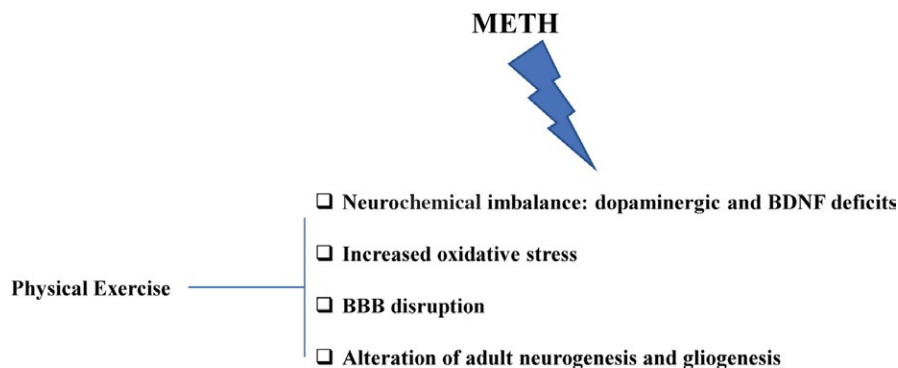 METH
Neurochemical imbalance: dopaminergic and BDNF deficits
Increased oxidative stress
Physical Exercise
BBB disruption
Alteration of adult neurogenesis and gliogenesis